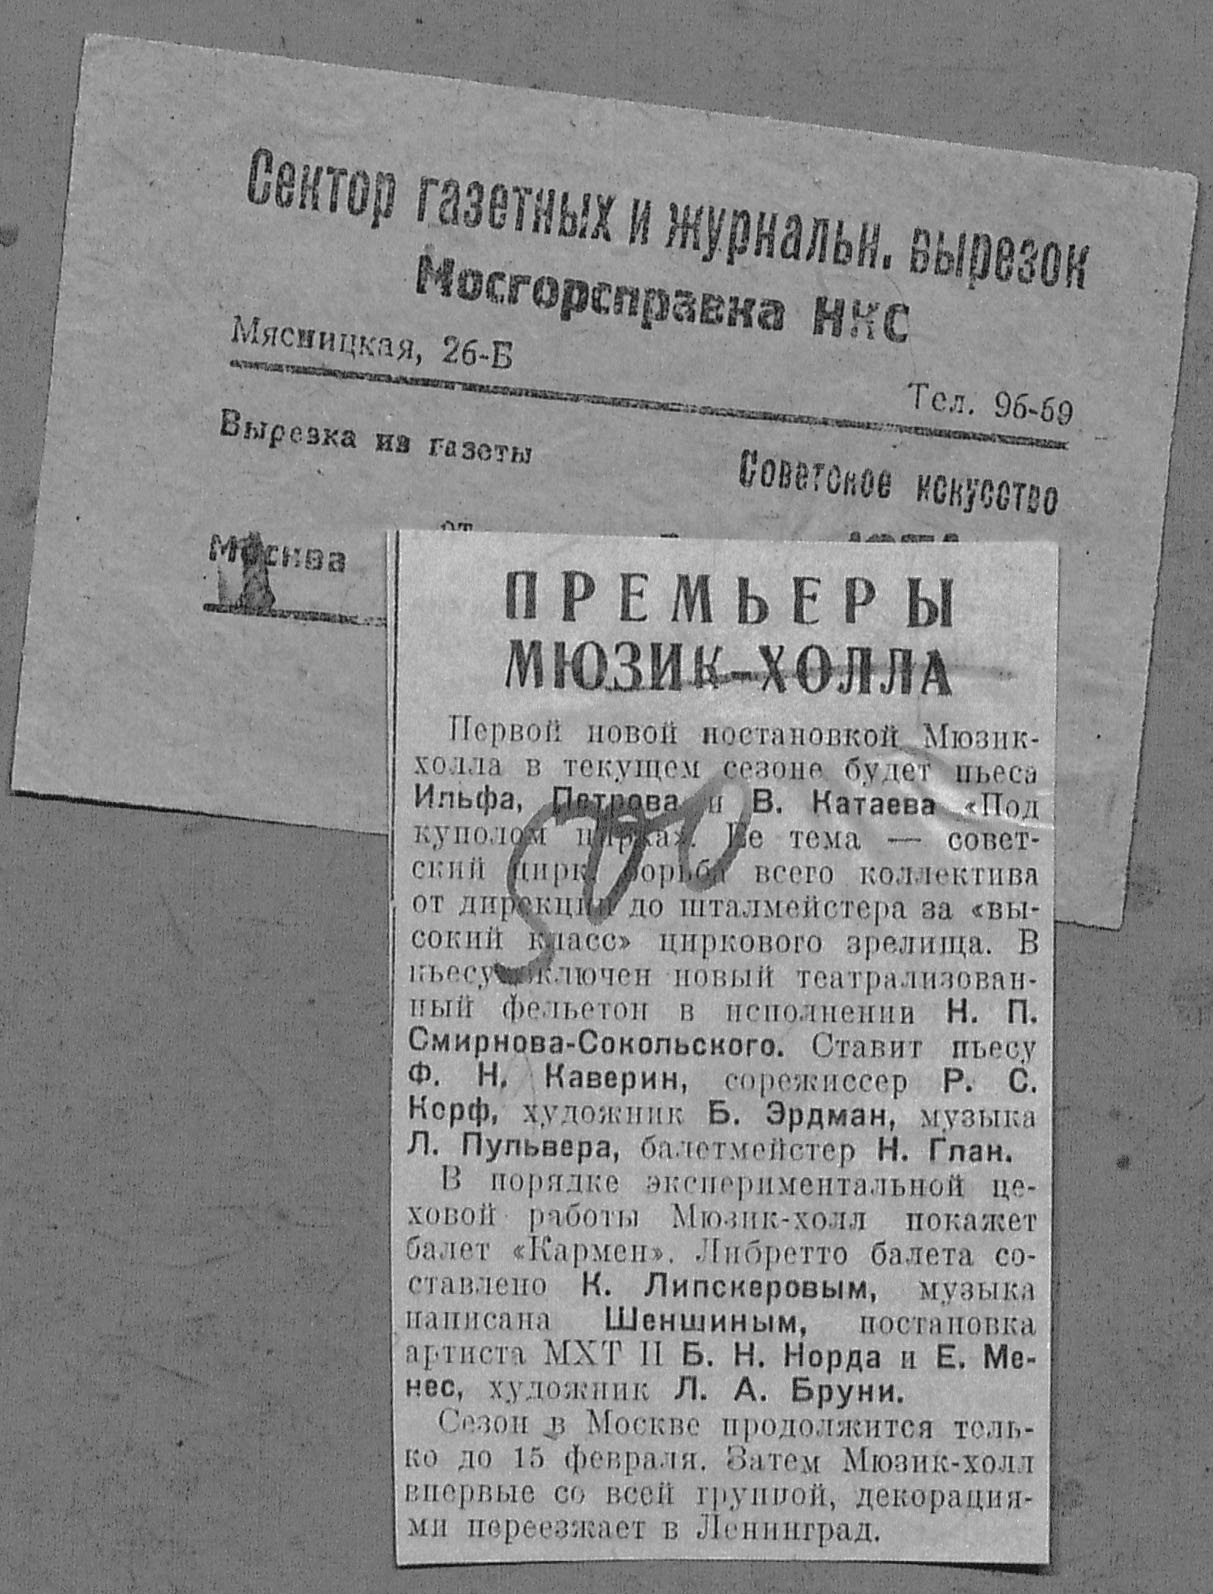 Сектор газетных и журнальн. вырезок
Мосгорсправка НКС
Мясницкая, 26-Б
Тел. 96-69
Вырезка из газеты
Советское искусство
от
Москва
ПРЕМЬЕРЫ
МЮЗИК-ХОЛЛА
Первой новой постановкой Мюзик-
холла в текущем сезоне будет пьеса
Ильфа, Петрова и В. Катаева «Под
куполом цирка». Ее тема — совет-
ский цирк, борьба всего коллектива
от дирекции до шталмейстера за «вы-
сокий класс» циркового зрелища. В
пьесу включен новый театрализован-
ный фельетон в исполнении Н. П.
Смирнова-Сокольского. Ставит пьесу
Ф. Н. Каверин, сорежиссер Р. С.
Корф, художник Б. Эрдман, музыка
Л. Пульвера, балетмейстер Н. Глан.
В порядке экспериментальной це-
ховой работы Мюзик-холл покажет
балет «Кармен». Либретто балета со-
ставлено К. Липскеровым, музыка
написана Шеншиным, постановка
артиста МХТ II Б. Н. Норда и Е. Ме-
нес, художник Л. А. Бруни.
Сезон в Москве продолжится толь-
ко до 15 февраля. Затем Мюзик-холл
впервые со всей группой, декорация-
ми переезжает в Ленинград.